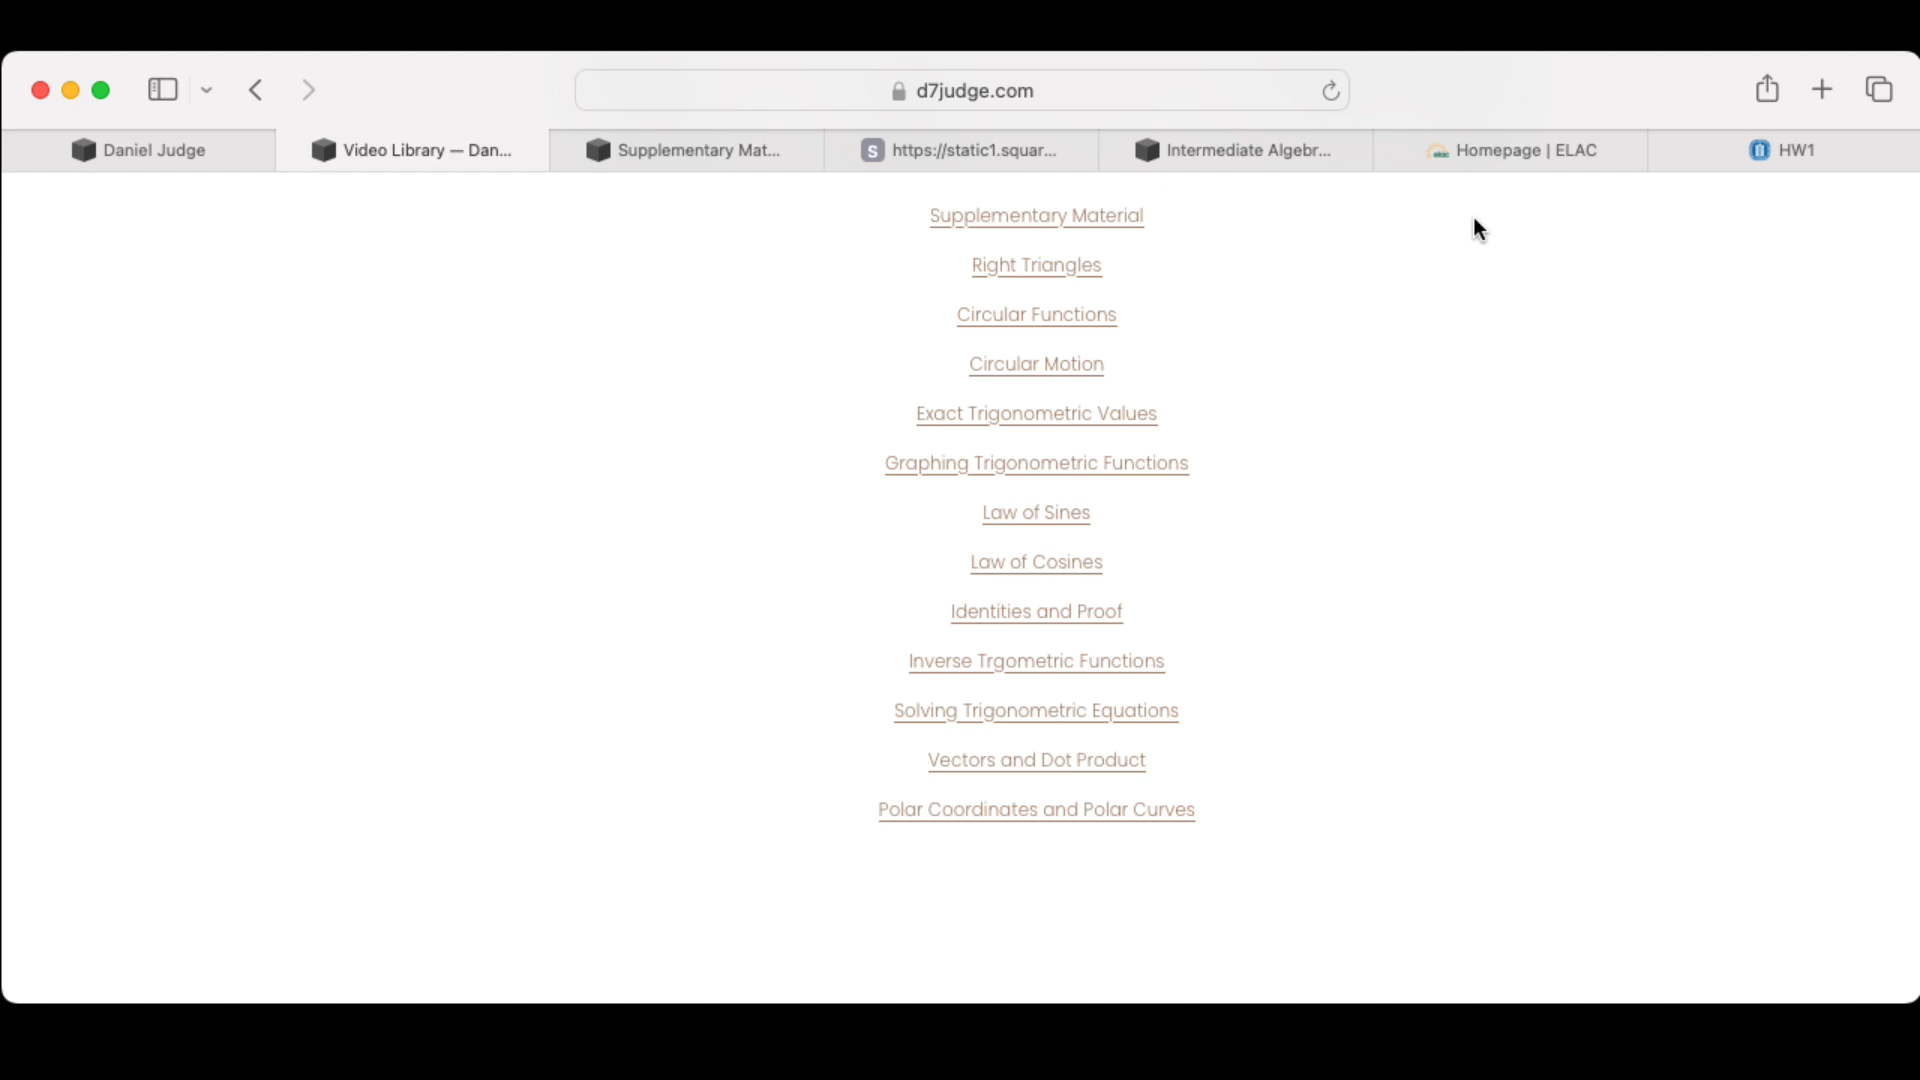 d7judge.com
Daniel Judge
Video Library — Dan...
Supplementary Mat...
S
https://static1.squar...
Intermediate Algebr...
elac
Homepage | ELAC
HW1
Supplementary Material
Right Triangles
Circular Functions
Circular Motion
Exact Trigonometric Values
Graphing Trigonometric Functions
Law of Sines
Law of Cosines
Identities and Proof
Inverse Trgometric Functions
Solving Trigonometric Equations
Vectors and Dot Product
Polar Coordinates and Polar Curves